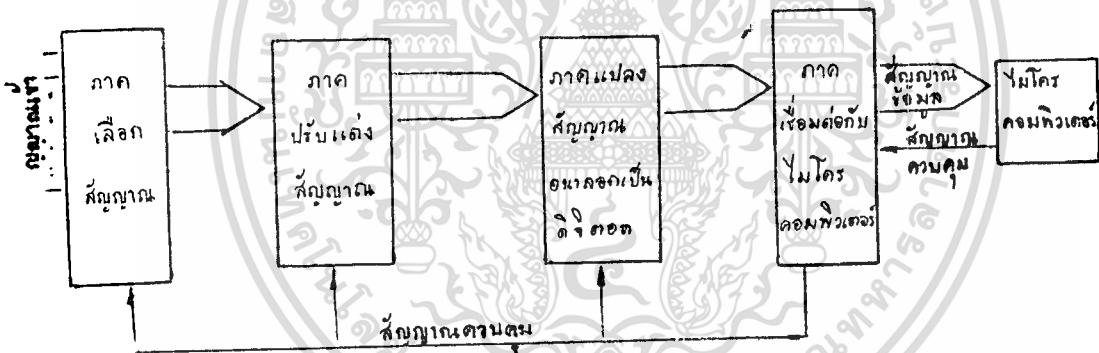 สัญญาณเข้า
ภาค
เลือก
สัญญาณ
ภาค
ปรับแต่ง
สัญญาณ
ภาคแปลง
สัญญาณ
อนาลอกเป็น
ดิจิตอล
ภาค
เชื่อมต่อกับ
ไมโคร
คอมพิวเตอร์
สัญญาณ
ข้อมูล
สัญญาณ
ควบคุม
ไมโคร
คอมพิวเตอร์
สัญญาณควบคุม